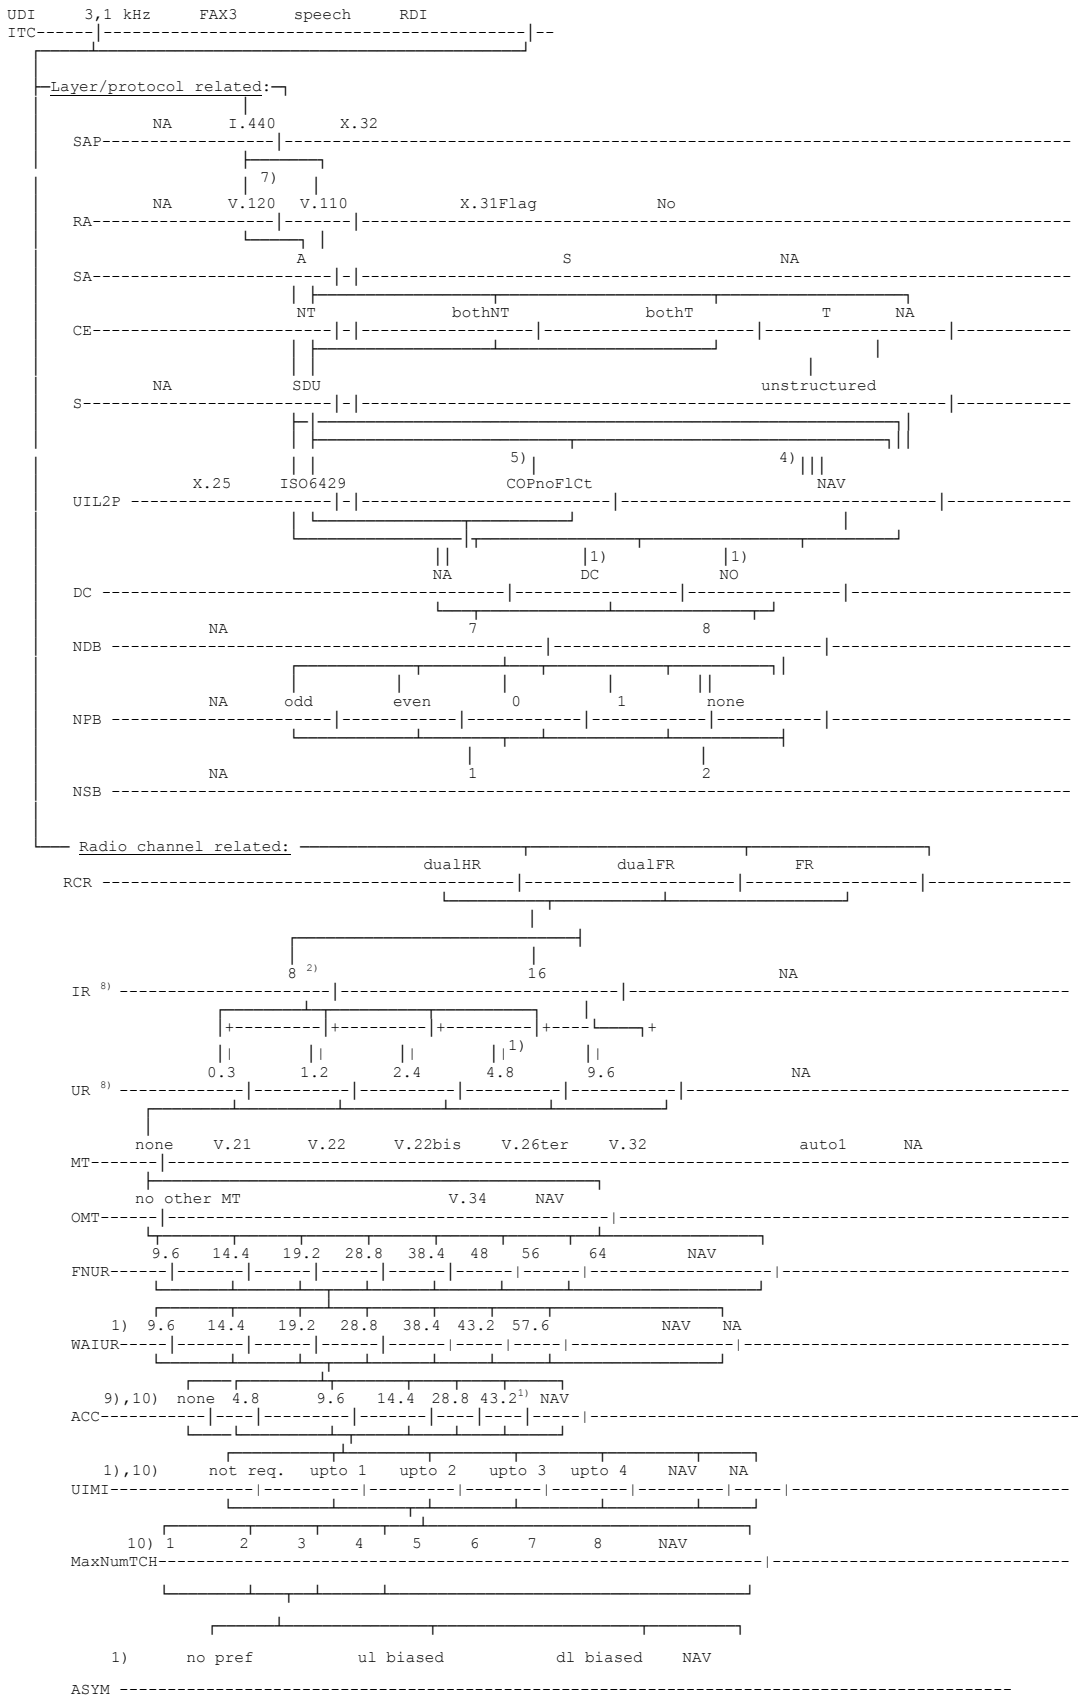 UDI 3,1 kHz FAX3 speech RDI
ITC
Layer/protocol related:
NA I.440 X.32
SAP
7)
NA V.120 V.110 X.31Flag No
RA
A S NA
SA
NT bothNT bothT T NA
CE
NA SDU unstructured
S
5) 4)
X.25 ISO6429 COPnoFlCt NAV
UIL2P
1) 1)
NA DC NO
DC
NA 7 8
NDB
NA odd even 0 1 none
NPB
NA 1 2
NSB
Radio channel related:
dualHR dualFR FR
RCR
8 2) 16 NA
IR 8)
1)
0.3 1.2 2.4 4.8 9.6 NA
UR 8)
none V.21 V.22 V.22bis V.26ter V.32 auto1 NA
MT
no other MT V.34 NAV
OMT
9.6 14.4 19.2 28.8 38.4 48 56 64 NAV
FNUR
1) 9.6 14.4 19.2 28.8 38.4 43.2 57.6 NAV NA
WAIUR
9),10) none 4.8 9.6 14.4 28.8 43.2 1) NAV
ACC
1),10) not req. upto 1 upto 2 upto 3 upto 4 NAV NA
UIMI
10) 1 2 3 4 5 6 7 8 NAV
MaxNumTCH
1) no pref ul biased dl biased NAV
ASYM